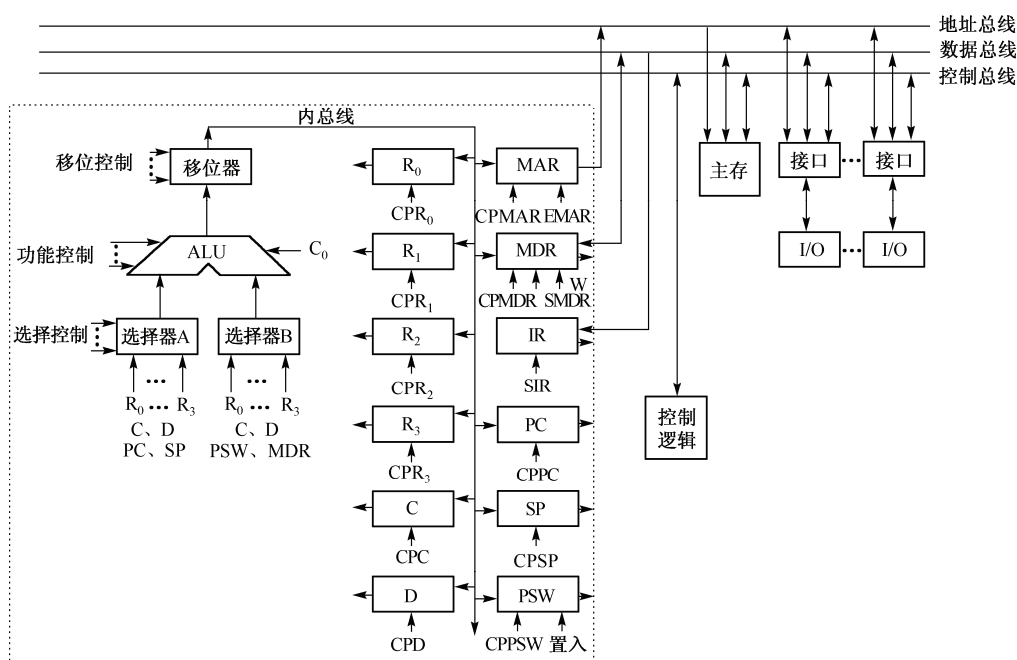 地址总线
数据总线
控制总线
内总线
移位控制
移位器
R0
MAR
主存
接口
接口
CPR0
CPMAR
EMAR
功能控制
ALU
C0
R1
MDR
I/O
I/O
CPR1
CPMDR
W
SMDR
选择控制
选择器A
选择器B
R2
IR
R0
R3
R0
R3
CPR2
SIR
C、D
PC、SP
C、D
PSW、MDR
R3
PC
控制
逻辑
CPR3
CPPC
C
SP
CPC
CPSP
D
PSW
CPD
CPPSW
置入